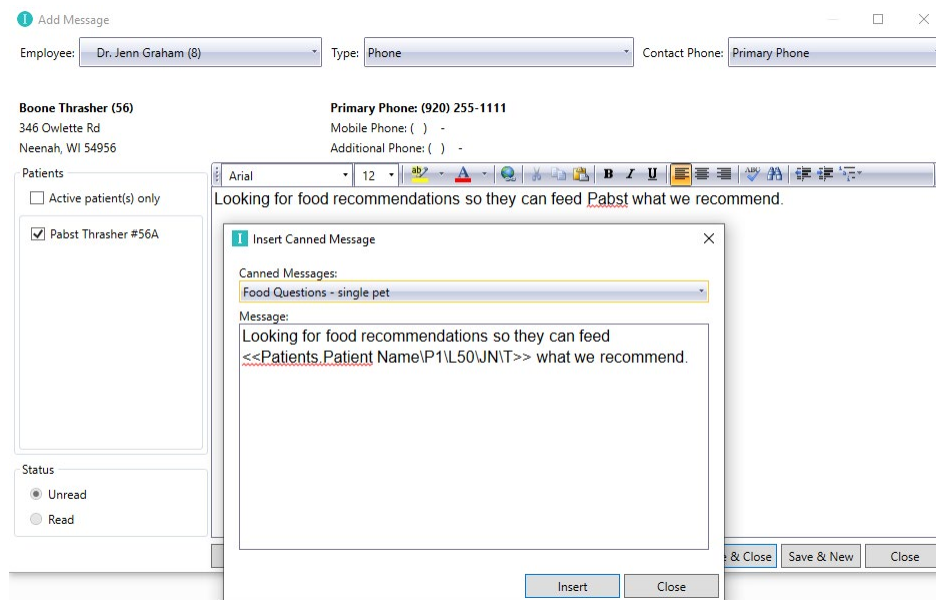 I Add Message
Employee: Dr. Jenn Graham (8) Type: Phone Contact Phone: Primary Phone
Boone Thrasher (56) Primary Phone: (920) 255-1111
346 Owlette Rd Mobile Phone: ( ) -
Neenah, WI 54956 Additional Phone: ( ) -
Patients
Arial 12 ab A B I U ABC
Active patient(s) only
Looking for food recommendations so they can feed Pabst what we recommend.
Pabst Thrasher #56A
I Insert Canned Message
Canned Messages:
Food Questions - single pet
Message:
Looking for food recommendations so they can feed
<<Patients.Patient Name\P1\L50\JN\T>> what we recommend.
Status
Unread
Read
& Close Save & New Close
Insert Close